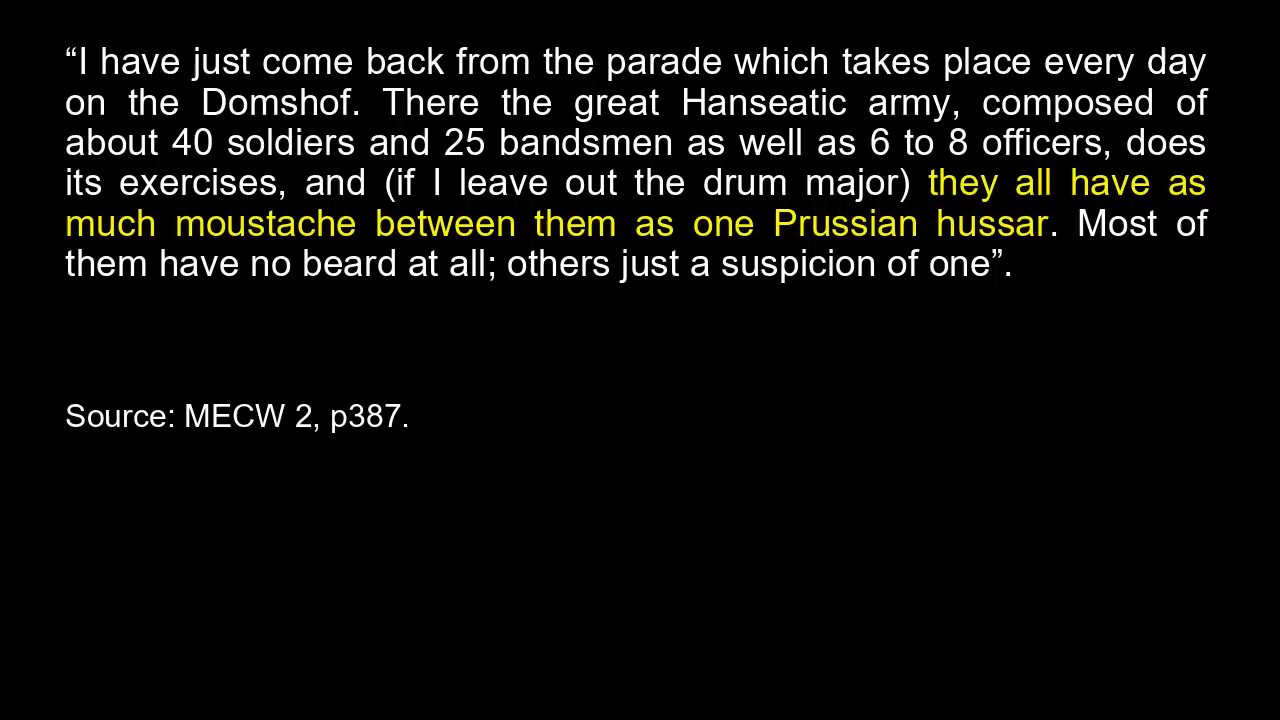 “I have just come back from the parade which takes place every day
on the Domshof. There the great Hanseatic army, composed of
about 40 soldiers and 25 bandsmen as well as 6 to 8 officers, does
its exercises, and (if I leave out the drum major) they all have as
much moustache between them as one Prussian hussar. Most of
them have no beard at all; others just a suspicion of one”.
Source: MECW 2, p387.